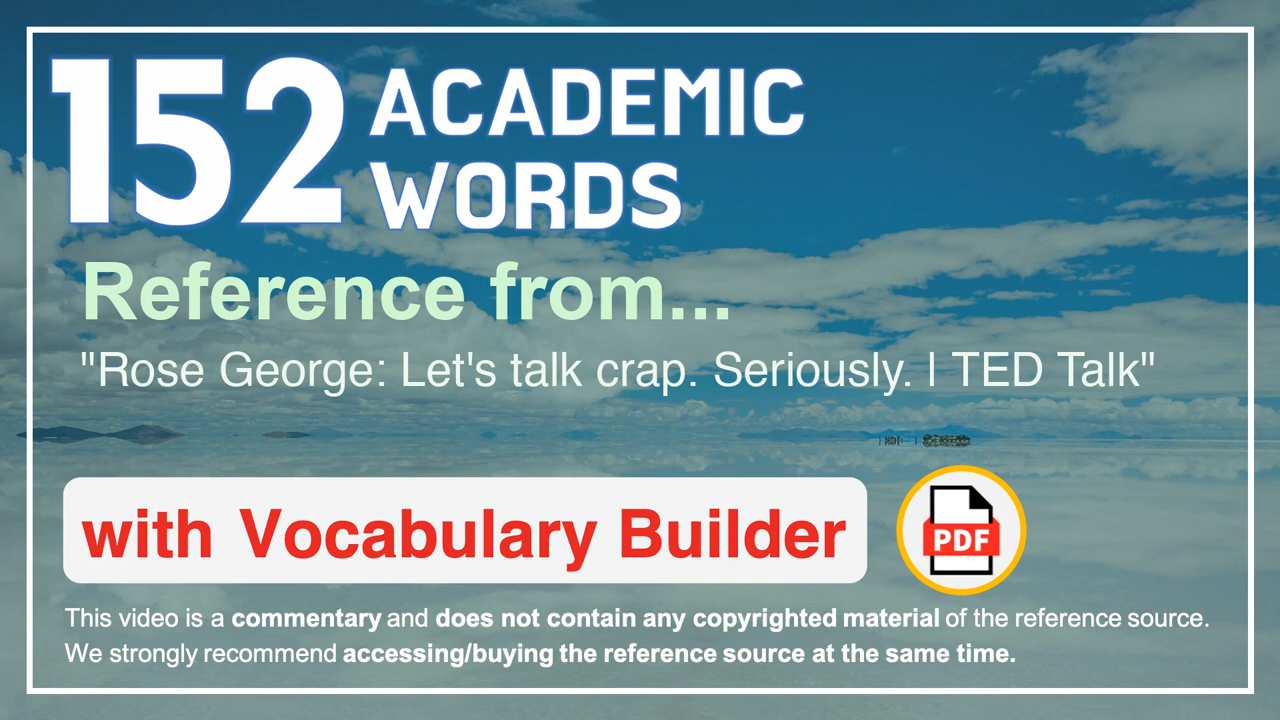 152 ACADEMIC
WORDS
Reference from...
"Rose George: Let's talk crap. Seriously. | TED Talk"
with Vocabulary Builder
PDF
This video is a commentary and does not contain any copyrighted material of the reference source.
We strongly recommend accessing/buying the reference source at the same time.